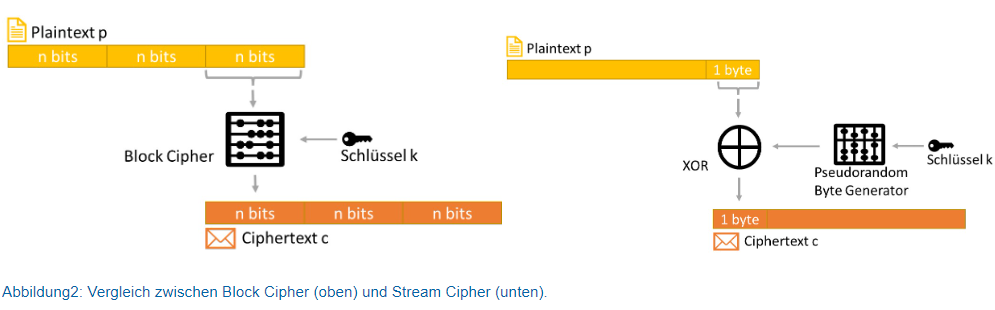 Plaintext p
n bits n bits n bits
Block Cipher
Schlüssel k
n bits n bits n bits
Ciphertext c
Plaintext p
1 byte
XOR
Pseudorandom
Byte Generator
Schlüssel k
1 byte
Ciphertext c
Abbildung2: Vergleich zwischen Block Cipher (oben) und Stream Cipher (unten).